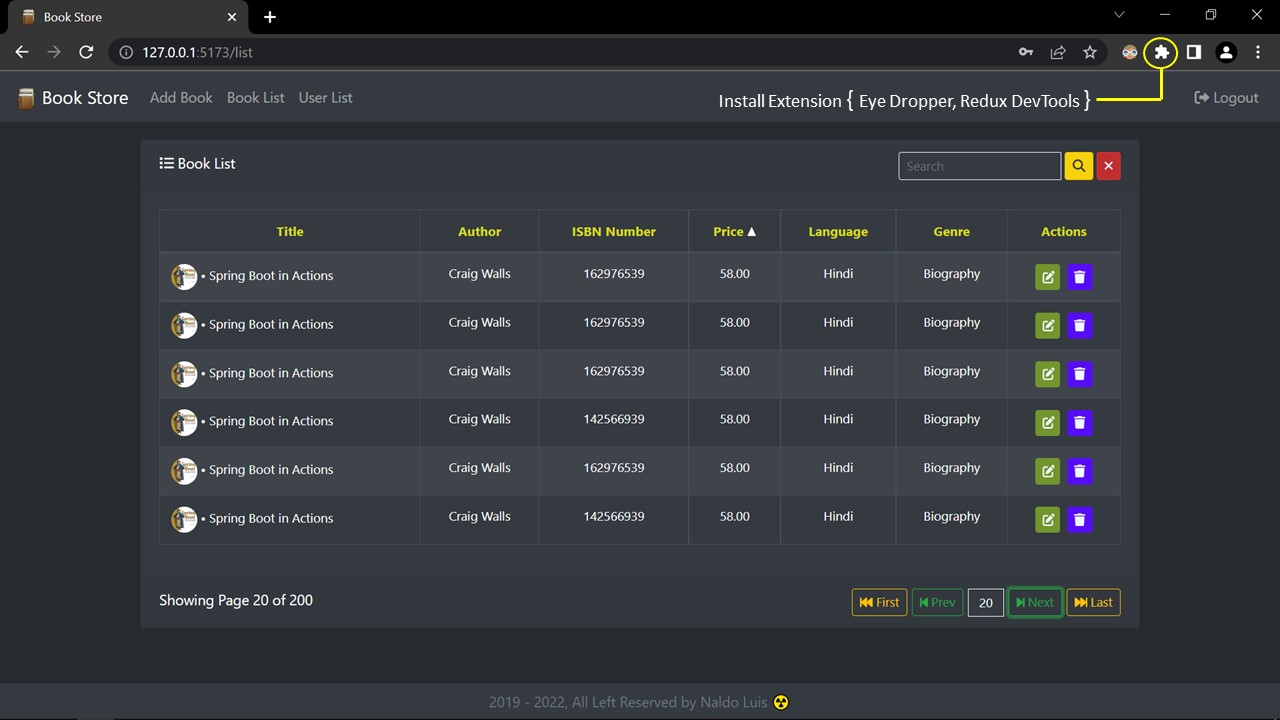 Book Store
127.0.0.1:5173/list
Book Store Add Book Book List User List Install Extension { Eye Dropper, Redux DevTools } Logout
Book List Search
Title Author ISBN Number Price ▲ Language Genre Actions
• Spring Boot in Actions Craig Walls 162976539 58.00 Hindi Biography
• Spring Boot in Actions Craig Walls 162976539 58.00 Hindi Biography
• Spring Boot in Actions Craig Walls 162976539 58.00 Hindi Biography
• Spring Boot in Actions Craig Walls 142566939 58.00 Hindi Biography
• Spring Boot in Actions Craig Walls 162976539 58.00 Hindi Biography
• Spring Boot in Actions Craig Walls 142566939 58.00 Hindi Biography
Showing Page 20 of 200 First Prev 20 Next Last
2019 - 2022, All Left Reserved by Naldo Luis ☢